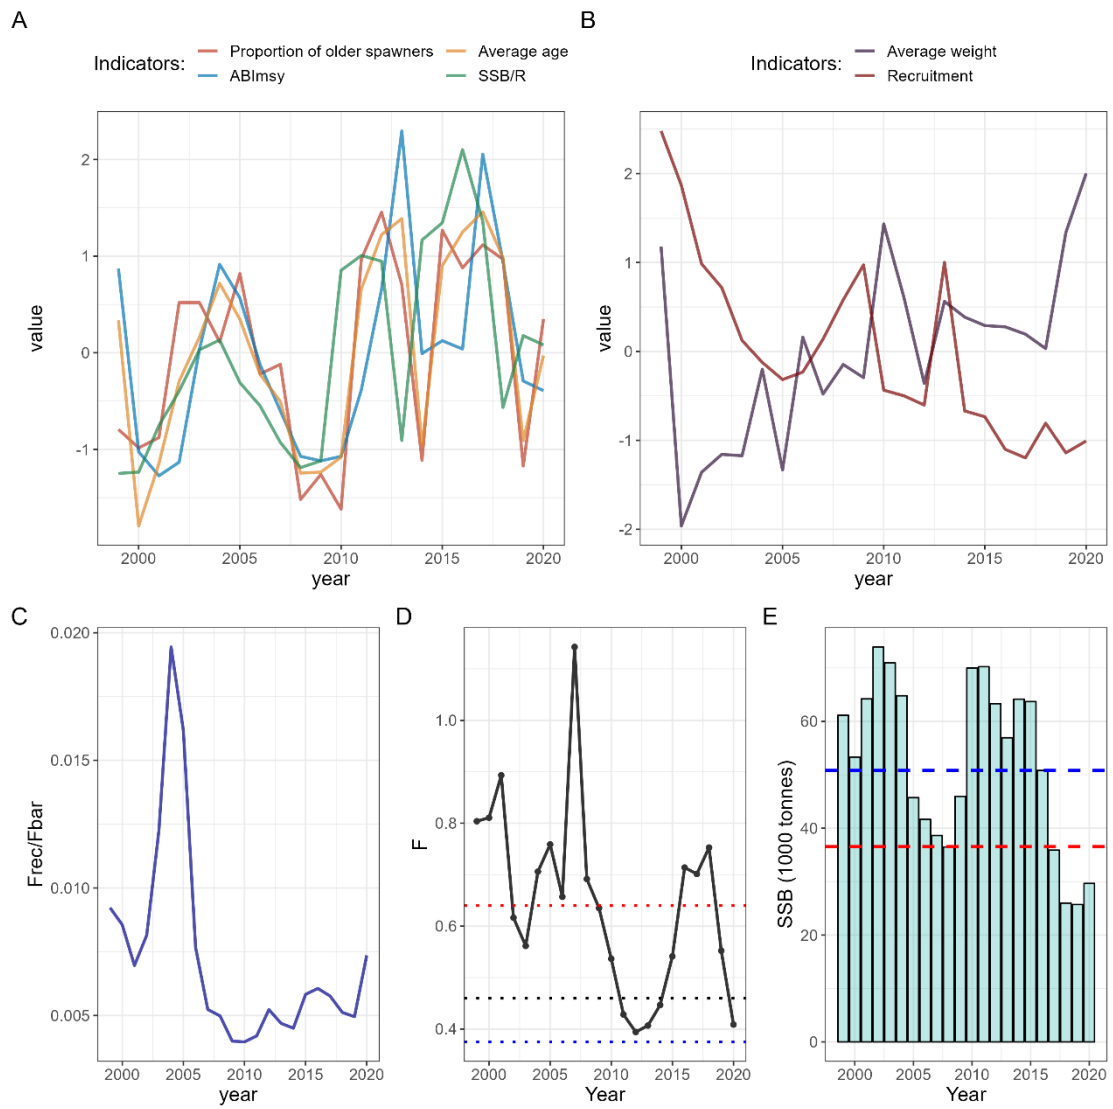 A
Indicators:
Proportion of older spawners
Average age
ABImsy
SSB/R
value
2
1
0
-1
2000
2005
2010
2015
2020
year
B
Indicators:
Average weight
Recruitment
value
2
1
0
-1
-2
2000
2005
2010
2015
2020
year
C
Frec/Fbar
0.020
0.015
0.010
0.005
2000
2005
2010
2015
2020
year
D
F
1.0
0.8
0.6
0.4
2000
2005
2010
2015
2020
Year
E
SSB (1000 tonnes)
60
40
20
0
2000
2005
2010
2015
2020
Year